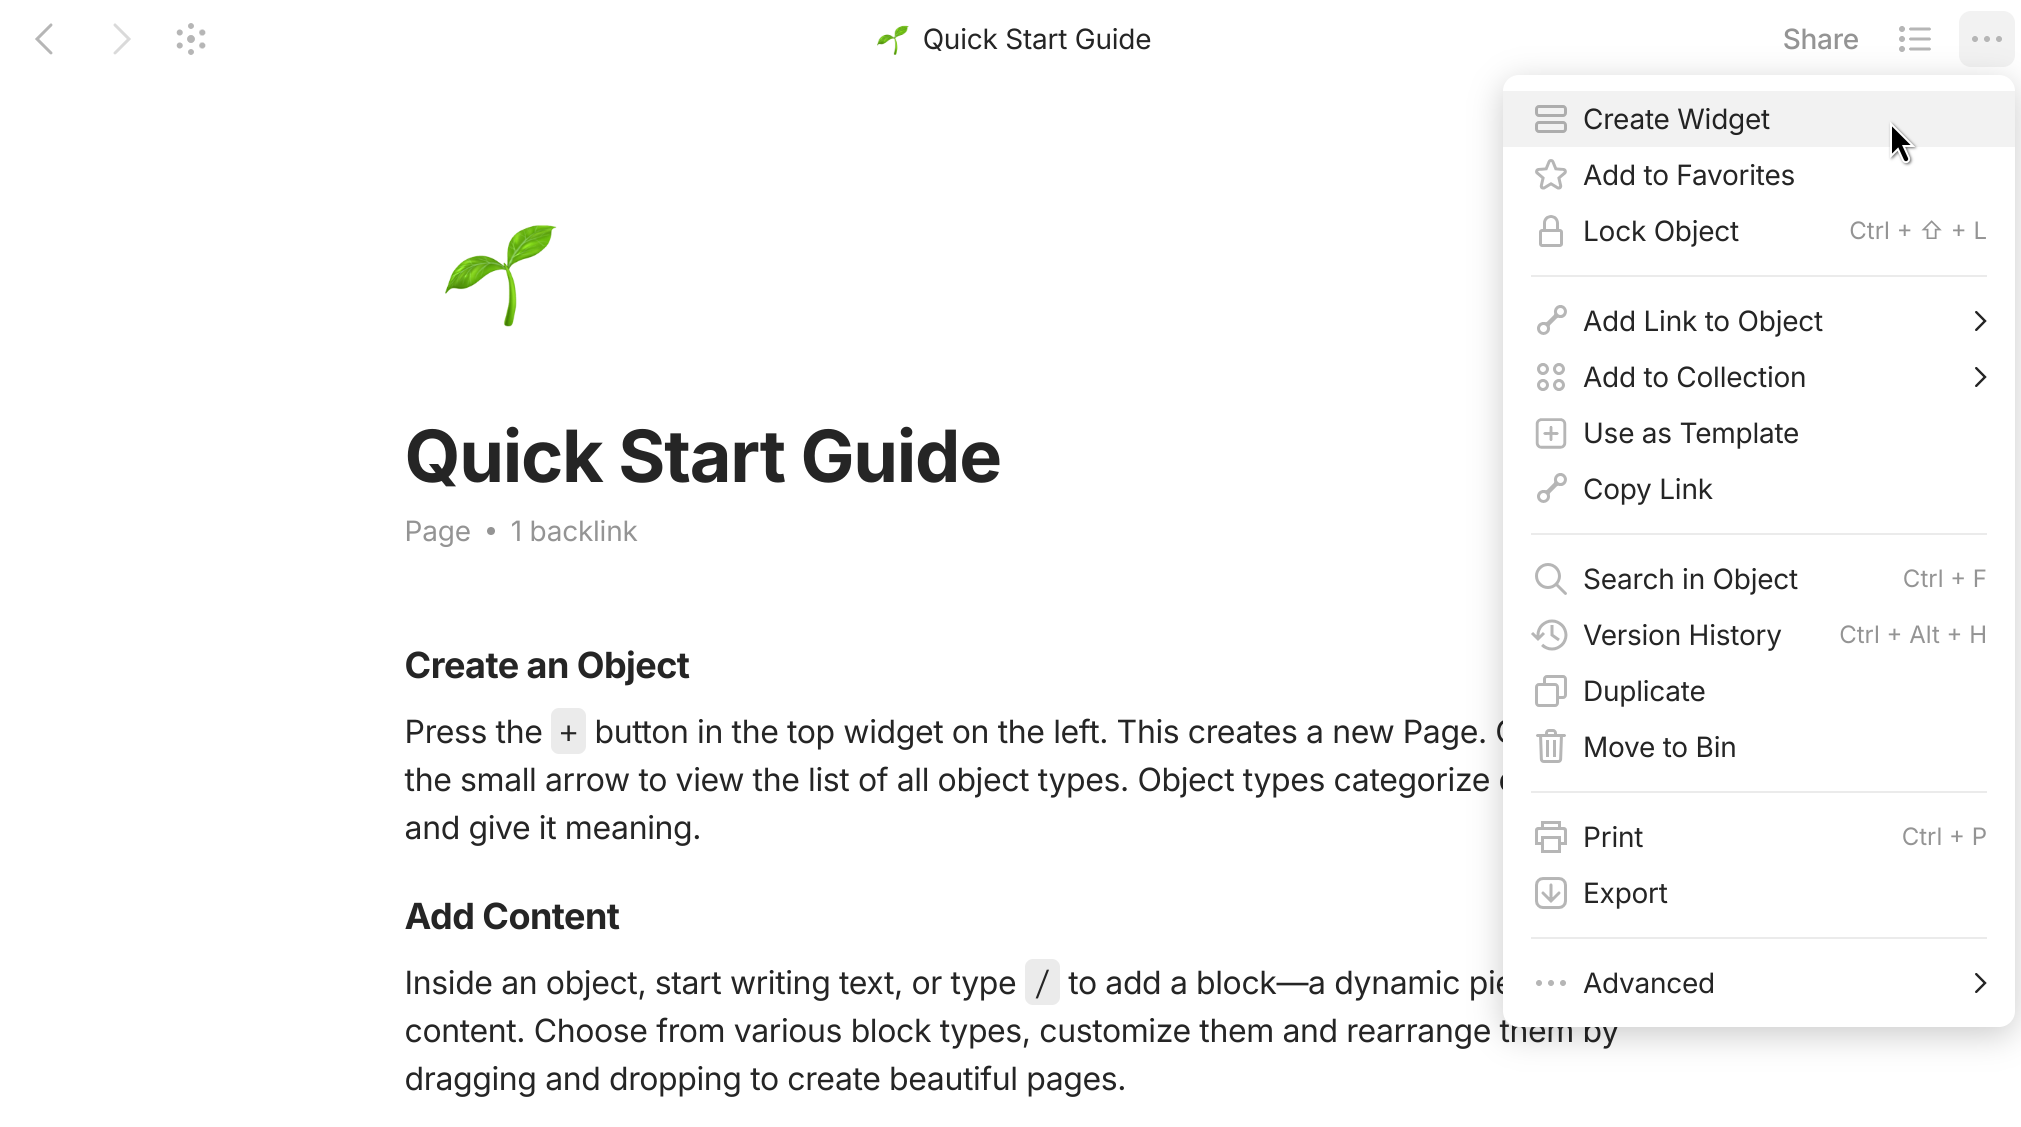 Quick Start Guide
Share
Create Widget
Add to Favorites
Lock Object Ctrl + ⇧ + L
Add Link to Object
Add to Collection
Use as Template
Copy Link
Search in Object Ctrl + F
Version History Ctrl + Alt + H
Duplicate
Move to Bin
Print Ctrl + P
Export
Advanced
Quick Start Guide
Page • 1 backlink
Create an Object
Press the + button in the top widget on the left. This creates a new Page.
the small arrow to view the list of all object types. Object types categorize
and give it meaning.
Add Content
Inside an object, start writing text, or type / to add a block—a dynamic
content. Choose from various block types, customize them and rearrange them by
dragging and dropping to create beautiful pages.